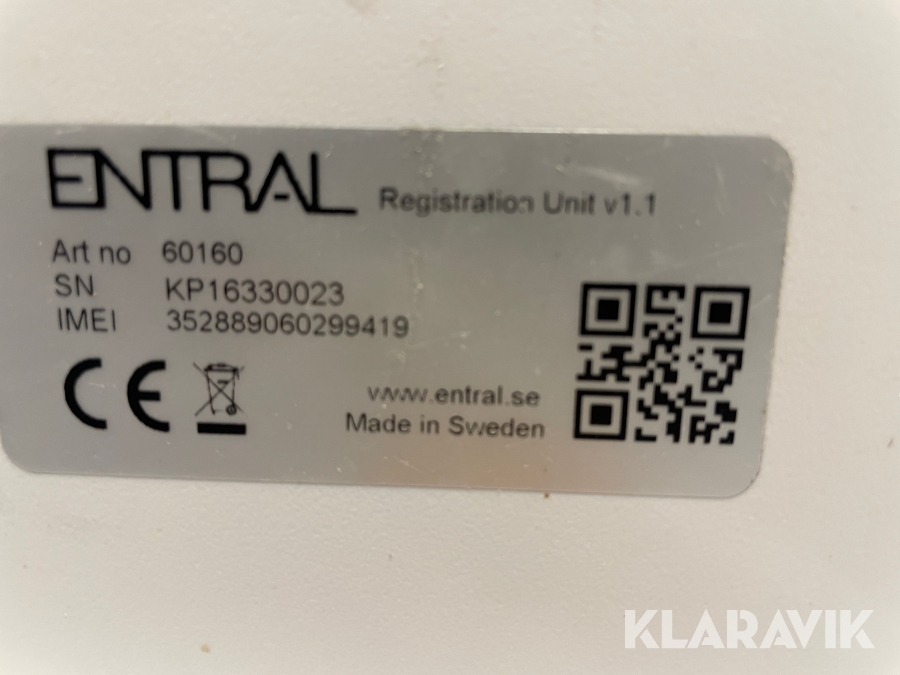 ENTRAL Registration Unit v1.1
Art no 60160
SN KP16330023
IMEI 352889060299419
CE
www.entral.se
Made in Sweden
KLARAVIK